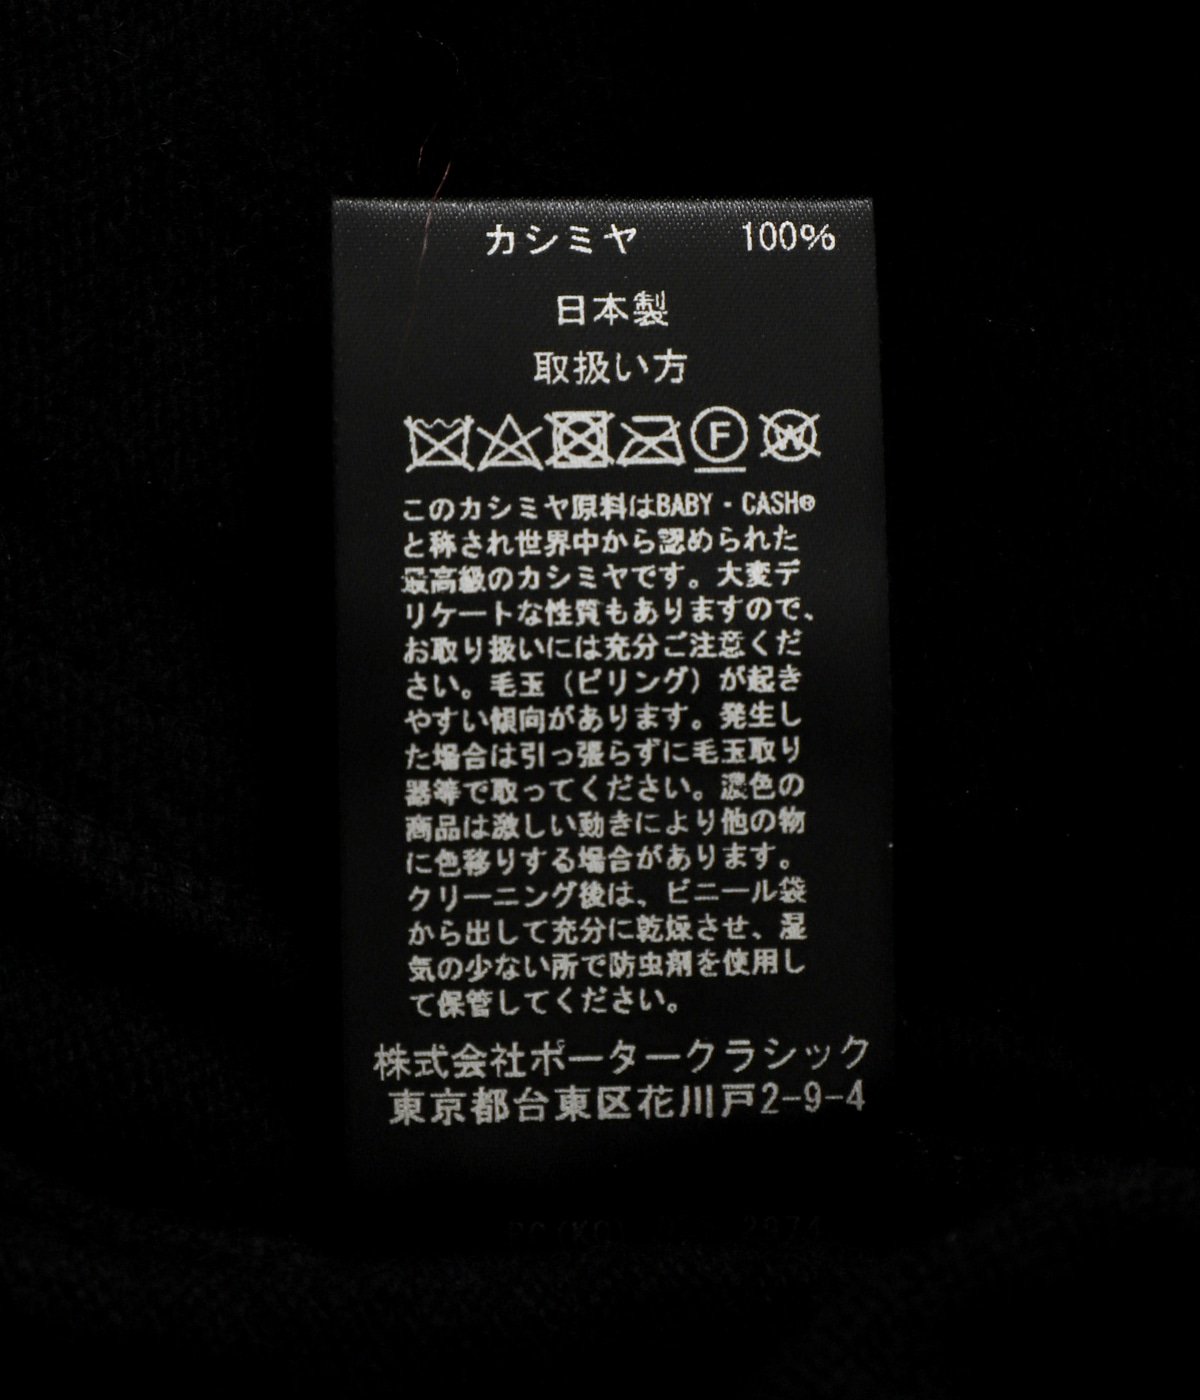 カシミヤ 100%
日本製
取扱い方
F W
このカシミヤ原料はBABY・CASH®
と称され世界中から認められた
最高級のカシミヤです。大変デ
リケートな性質もありますので、
お取り扱いには充分ご注意くだ
さい。毛玉（ピリング）が起き
やすい傾向があります。発生し
た場合は引っ張らずに毛玉取り
器等で取ってください。濃色の
商品は激しい動きにより他の物
に色移りする場合があります。
クリーニング後は、ビニール袋
から出して充分に乾燥させ、湿
気の少ない所で防虫剤を使用し
て保管してください。
株式会社ポータークラシック
東京都台東区花川戸2-9-4